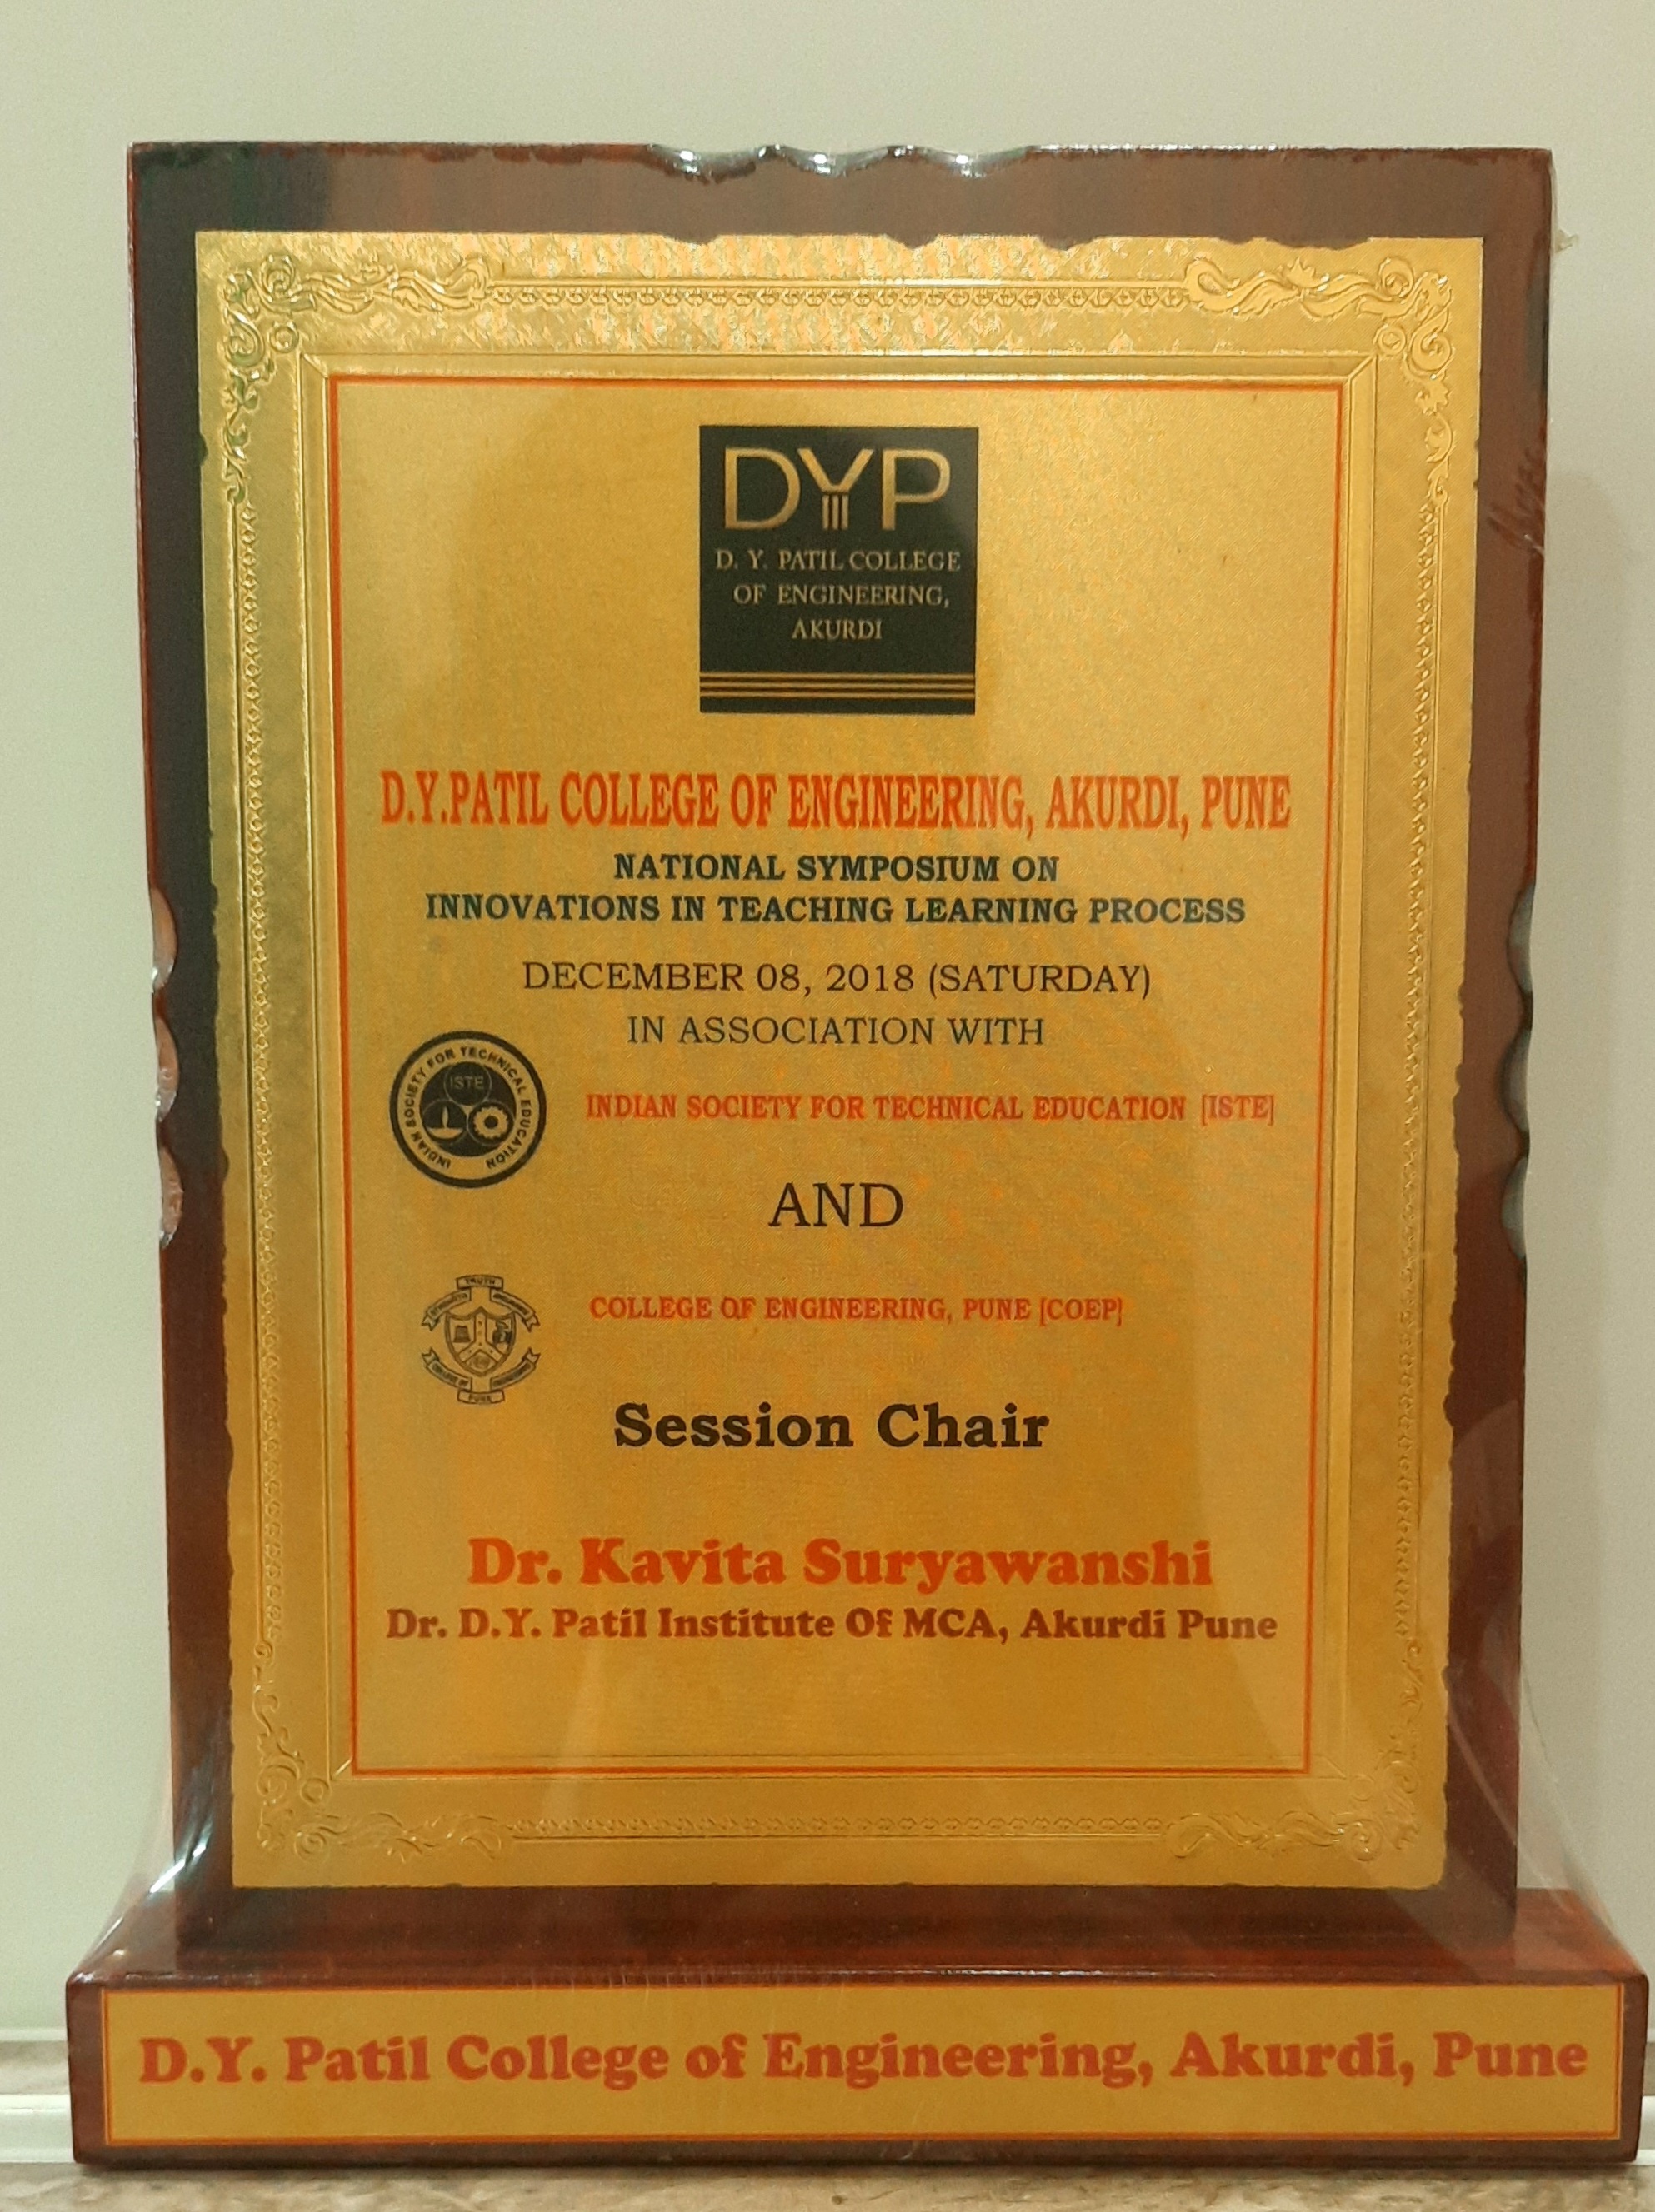 DYP
D. Y. PATIL COLLEGE
OF ENGINEERING,
AKURDI
D.Y.PATIL COLLEGE OF ENGINEERING, AKURDI, PUNE
NATIONAL SYMPOSIUM ON
INNOVATIONS IN TEACHING LEARNING PROCESS
DECEMBER 08, 2018 (SATURDAY)
IN ASSOCIATION WITH
INDIAN SOCIETY FOR TECHNICAL EDUCATION
ISTE
INDIAN SOCIETY FOR TECHNICAL EDUCATION [ISTE]
AND
TRUTH
COLLEGE OF
PUNE
COLLEGE OF ENGINEERING, PUNE [COEP]
Session Chair
Dr. Kavita Suryawanshi
Dr. D.Y. Patil Institute Of MCA, Akurdi Pune
D.Y. Patil College of Engineering, Akurdi, Pune